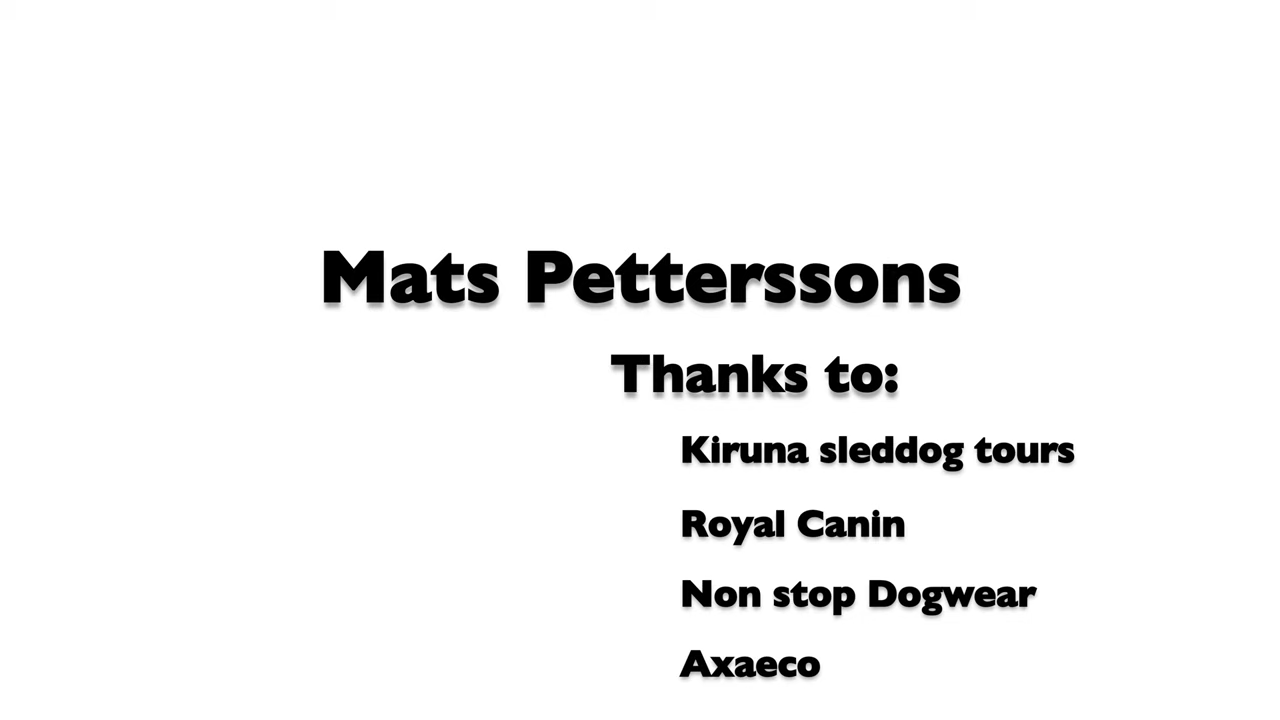 Mats Petterssons
Thanks to:
Kiruna sleddog tours
Royal Canin
Non stop Dogwear
Axaeco